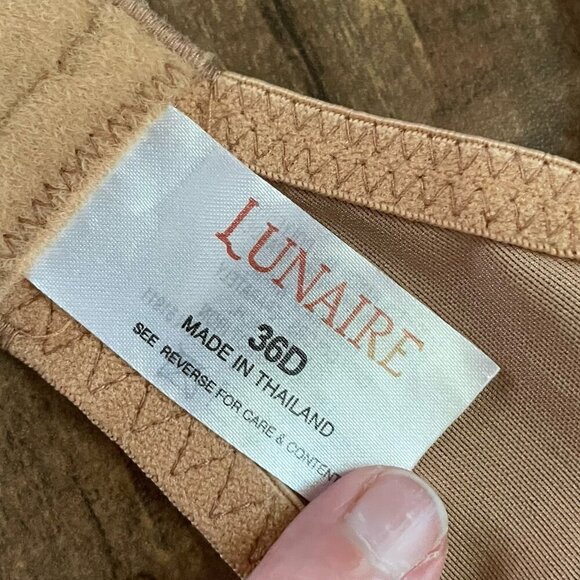 LUNAIRE
36D
MADE IN THAILAND
SEE REVERSE FOR CARE & CONTENT